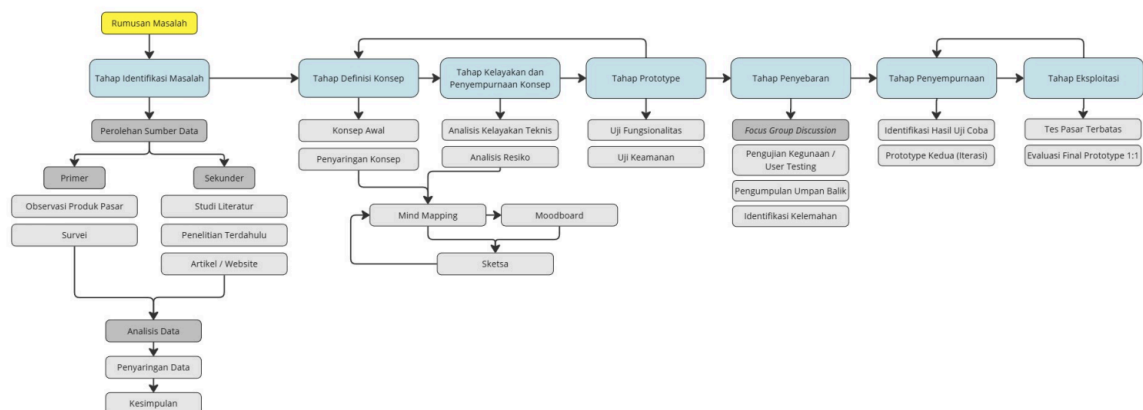 Rumusan Masalah
Tahap Identifikasi Masalah
Tahap Definisi Konsep
Tahap Kelayakan dan
Penyempurnaan Konsep
Tahap Prototype
Tahap Penyebaran
Tahap Penyempurnaan
Tahap Eksploitasi
Perolehan Sumber Data
Primer
Sekunder
Observasi Produk Pasar
Survei
Studi Literatur
Penelitian Terdahulu
Artikel / Website
Analisis Data
Penyaringan Data
Kesimpulan
Konsep Awal
Penyaringan Konsep
Analisis Kelayakan Teknis
Analisis Resiko
Mind Mapping
Moodboard
Sketsa
Uji Fungsionalitas
Uji Keamanan
Focus Group Discussion
Pengujian Kegunaan /
User Testing
Pengumpulan Umpan Balik
Identifikasi Kelemahan
Identifikasi Hasil Uji Coba
Prototype Kedua (Iterasi)
Tes Pasar Terbatas
Evaluasi Final Prototype 1:1